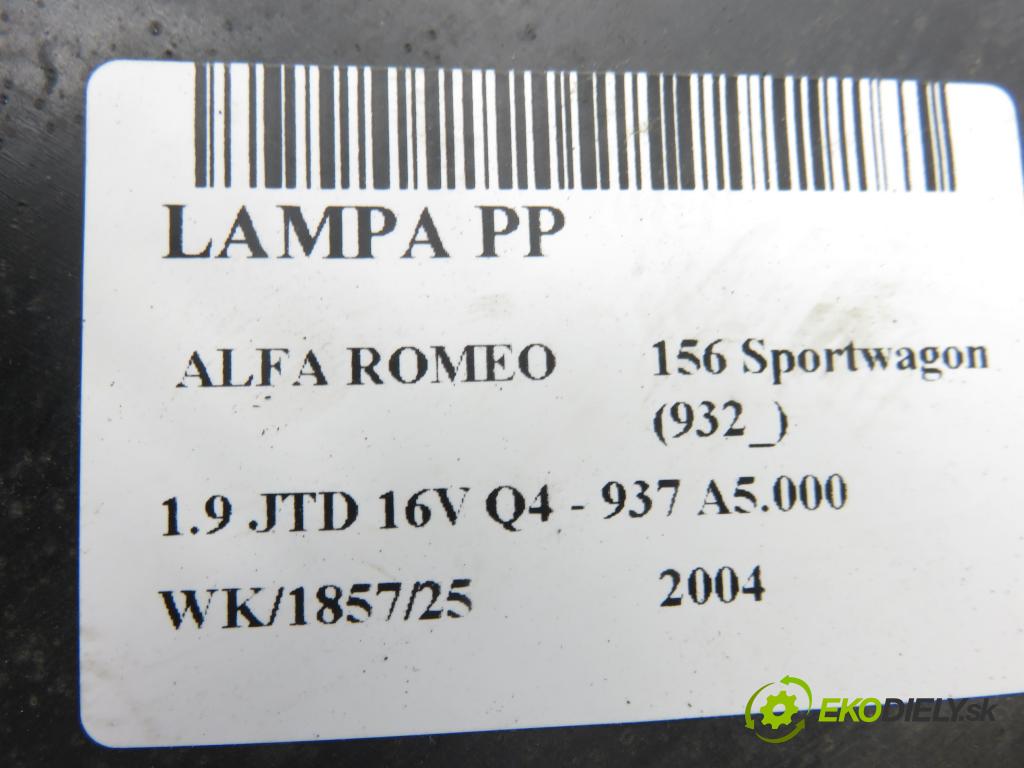 LAMPA PP
ALFA ROMEO 156 Sportwagon
(932_)
1.9 JTD 16V Q4 - 937 A5.000
WK/1857/25 2004
EKODIELY.sk